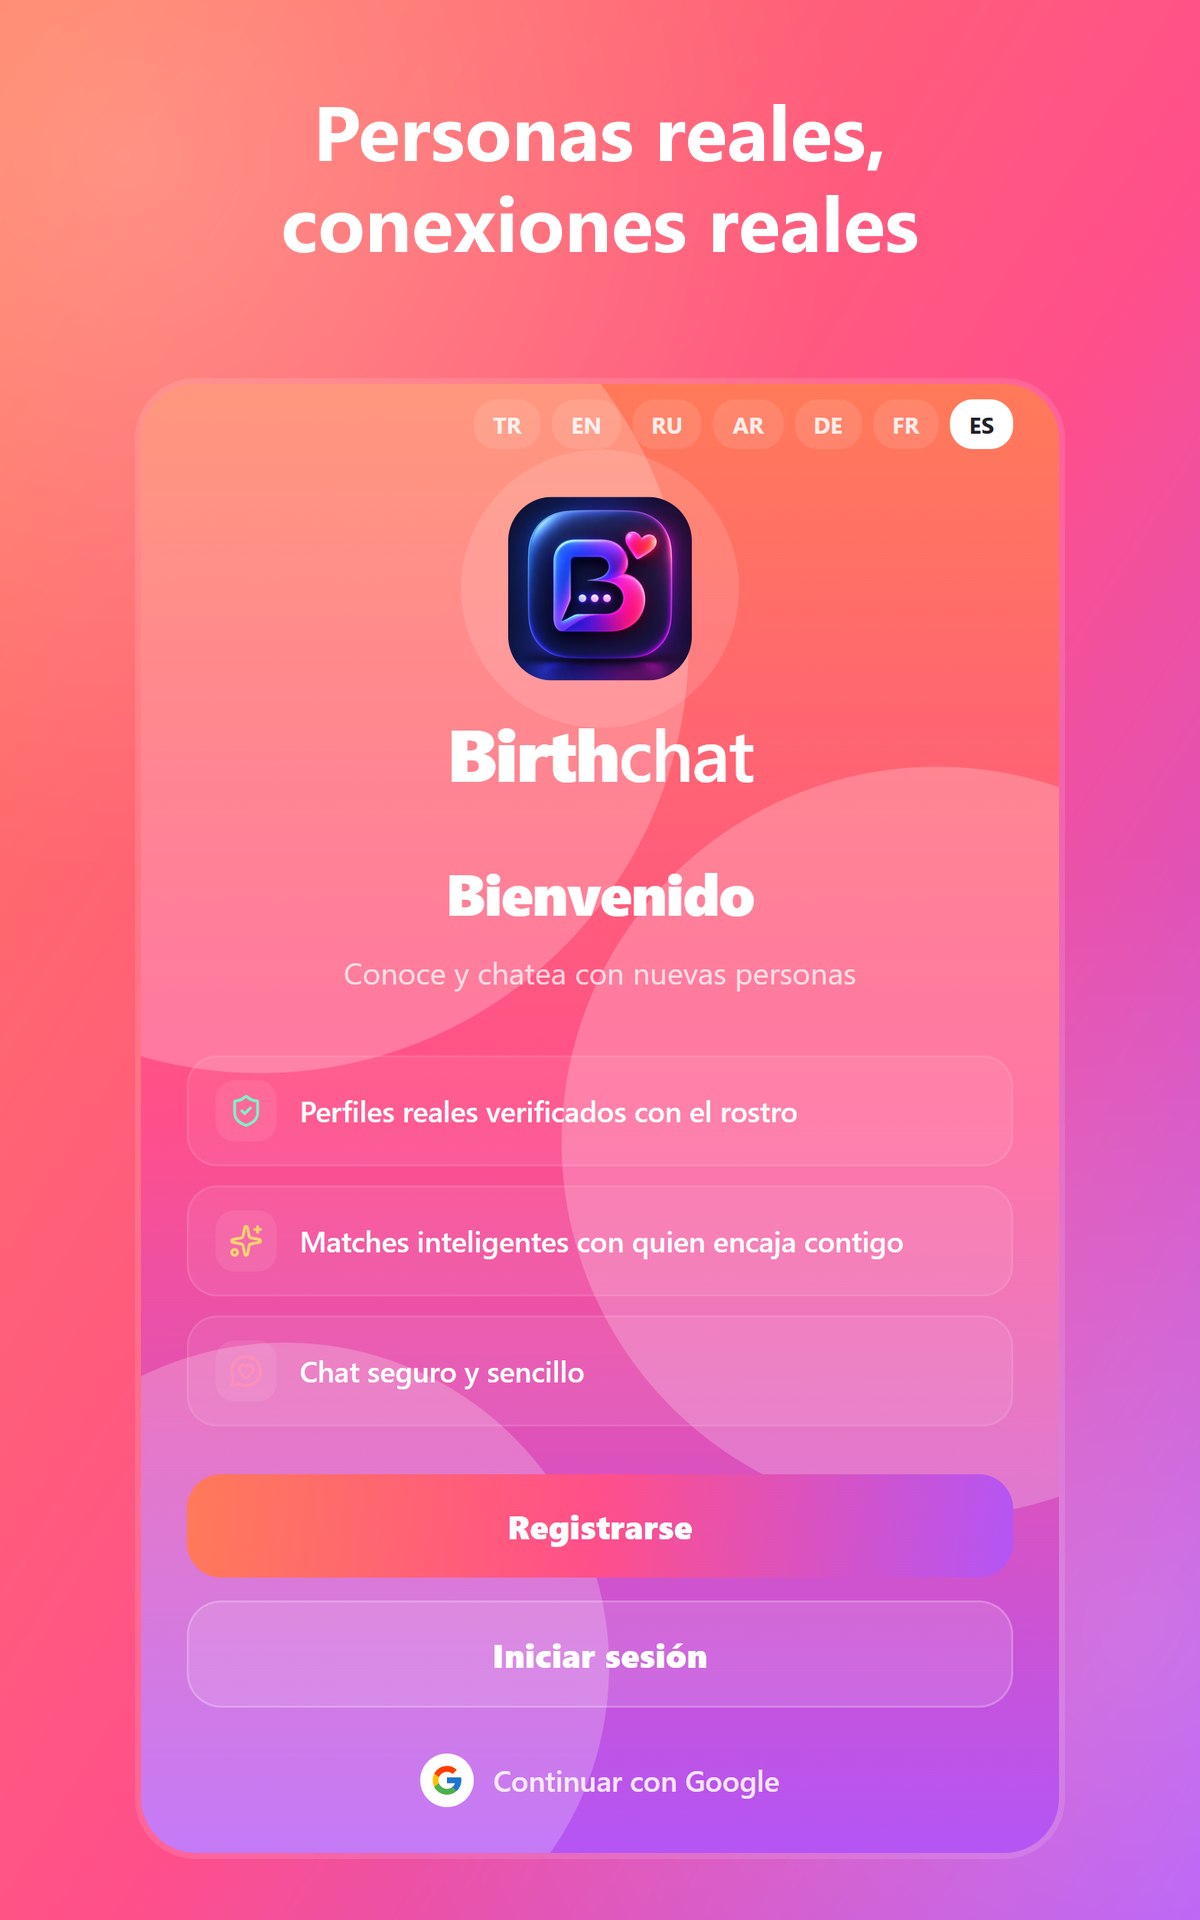 Personas reales,
conexiones reales
TR EN RU AR DE FR ES
Birthchat
Bienvenido
Conoce y chatea con nuevas personas
Perfiles reales verificados con el rostro
Matches inteligentes con quien encaja contigo
Chat seguro y sencillo
Registrarse
Iniciar sesión
Continuar con Google